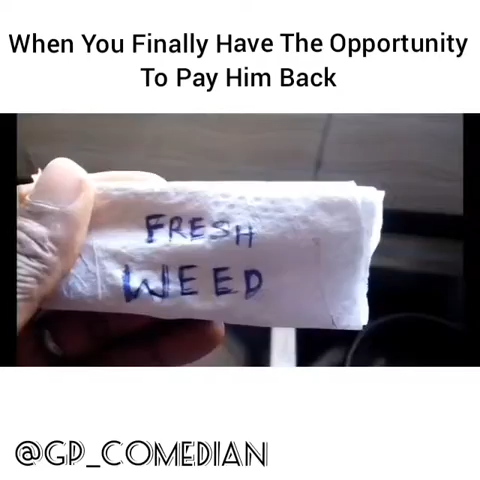 When You Finally Have The Opportunity
To Pay Him Back
FRESH
WEED
@GP_COMEDIAN